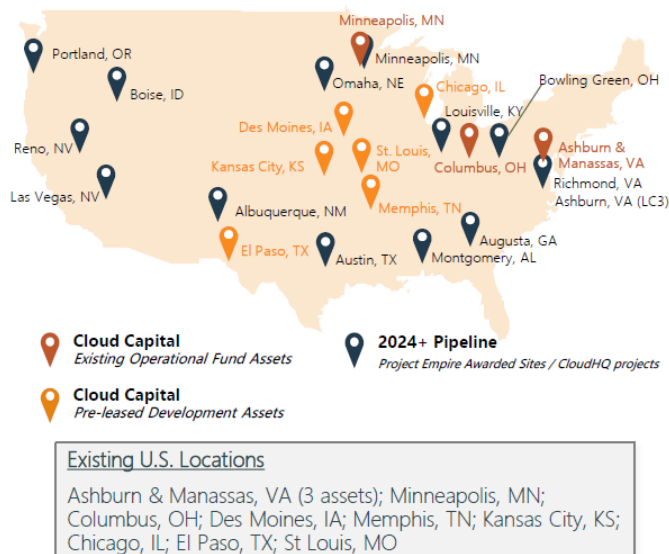 Minneapolis, MN
Portland, OR
Minneapolis, MN
Boise, ID
Omaha, NE
Chicago, IL
Bowling Green, OH
Louisville, KY
Des Moines, IA
Reno, NV
St. Louis,
MO
Ashburn &
Manassas, VA
Kansas City, KS
Columbus, OH
Richmond, VA
Las Vegas, NV
Ashburn, VA (LC3)
Albuquerque, NM
Memphis, TN
El Paso, TX
Austin, TX
Augusta, GA
Montgomery, AL
Cloud Capital
Existing Operational Fund Assets
2024+ Pipeline
Project Empire Awarded Sites / CloudHQ projects
Cloud Capital
Pre-leased Development Assets
Existing U.S. Locations
Ashburn & Manassas, VA (3 assets); Minneapolis, MN;
Columbus, OH; Des Moines, IA; Memphis, TN; Kansas City, KS;
Chicago, IL; El Paso, TX; St Louis, MO